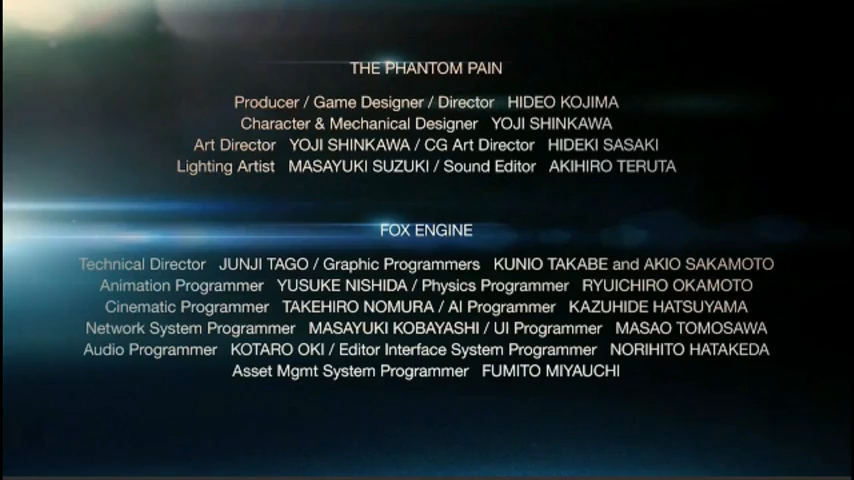 THE PHANTOM PAIN
Producer / Game Designer / Director HIDEO KOJIMA
Character & Mechanical Designer YOJI SHINKAWA
Art Director YOJI SHINKAWA / CG Art Director HIDEKI SASAKI
Lighting Artist MASAYUKI SUZUKI / Sound Editor AKIHIRO TERUTA
FOX ENGINE
Technical Director JUNJI TAGO / Graphic Programmers KUNIO TAKABE and AKIO SAKAMOTO
Animation Programmer YUSUKE NISHIDA / Physics Programmer RYUICHIRO OKAMOTO
Cinematic Programmer TAKEHIRO NOMURA / AI Programmer KAZUHIDE HATSUYAMA
Network System Programmer MASAYUKI KOBAYASHI / UI Programmer MASAO TOMOSAWA
Audio Programmer KOTARO OKI / Editor Interface System Programmer NORIHITO HATAKEDA
Asset Mgmt System Programmer FUMITO MIYAUCHI